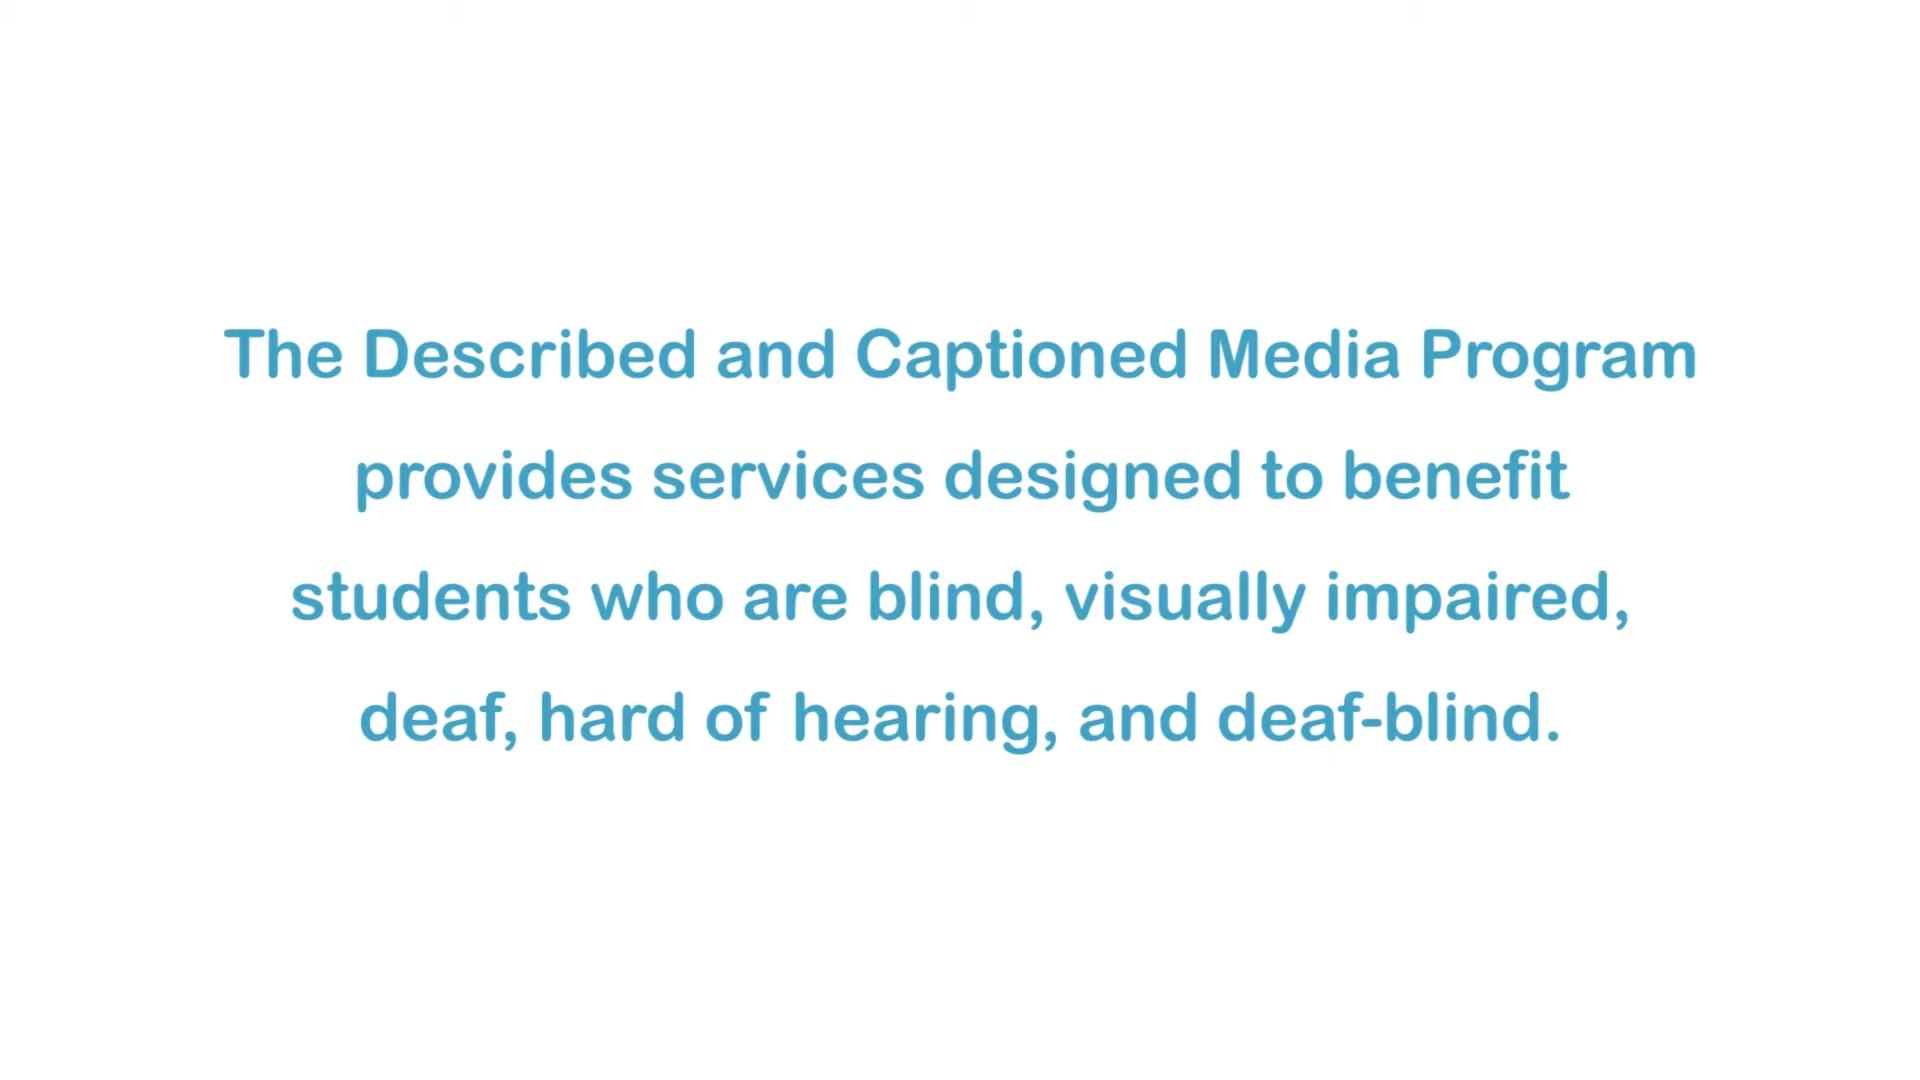 The Described and Captioned Media Program
provides services designed to benefit
students who are blind, visually impaired,
deaf, hard of hearing, and deaf-blind.